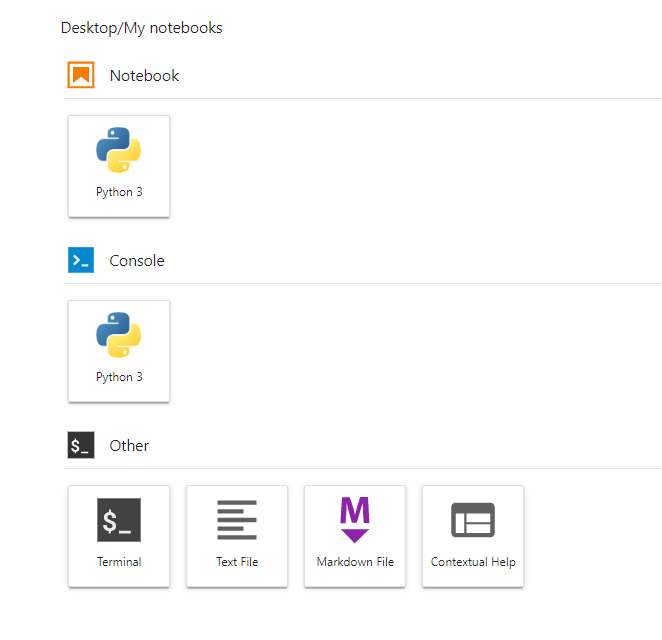 Desktop/My notebooks
Notebook
Python 3
Console
Python 3
$_ Other
$_
Terminal
Text File
M
Markdown File
Contextual Help